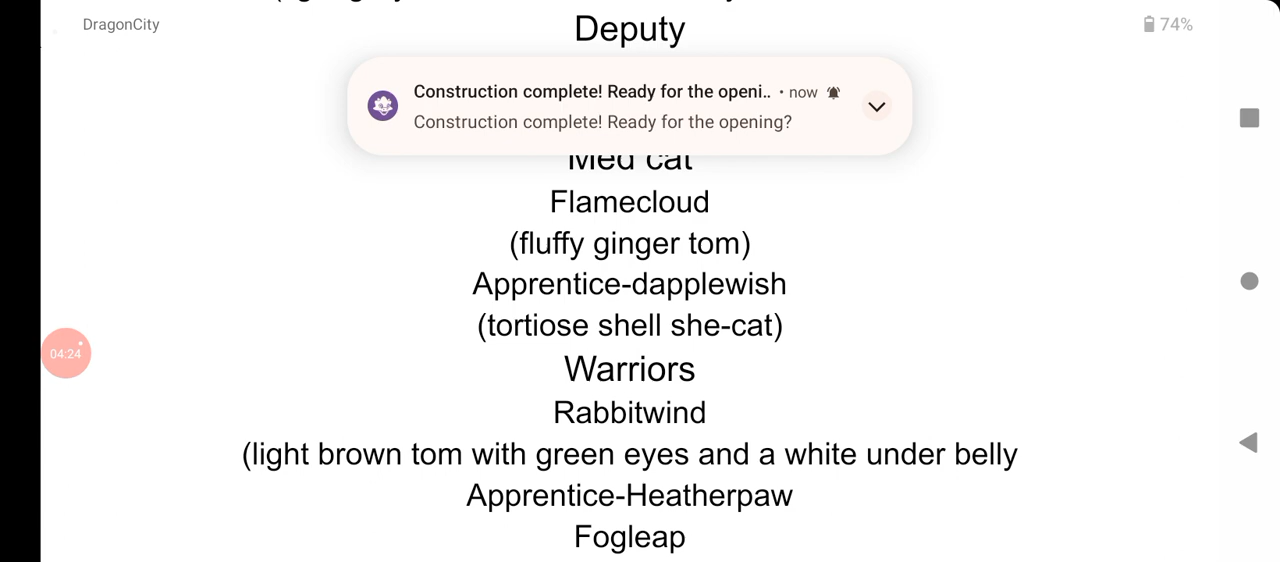 DragonCity
74%
Deputy
Construction complete! Ready for the openi.. • now
Construction complete! Ready for the opening?
Med cat
Flamecloud
(fluffy ginger tom)
Apprentice-dapplewish
(tortiose shell she-cat)
04:24
Warriors
Rabbitwind
(light brown tom with green eyes and a white under belly
Apprentice-Heatherpaw
Fogleap